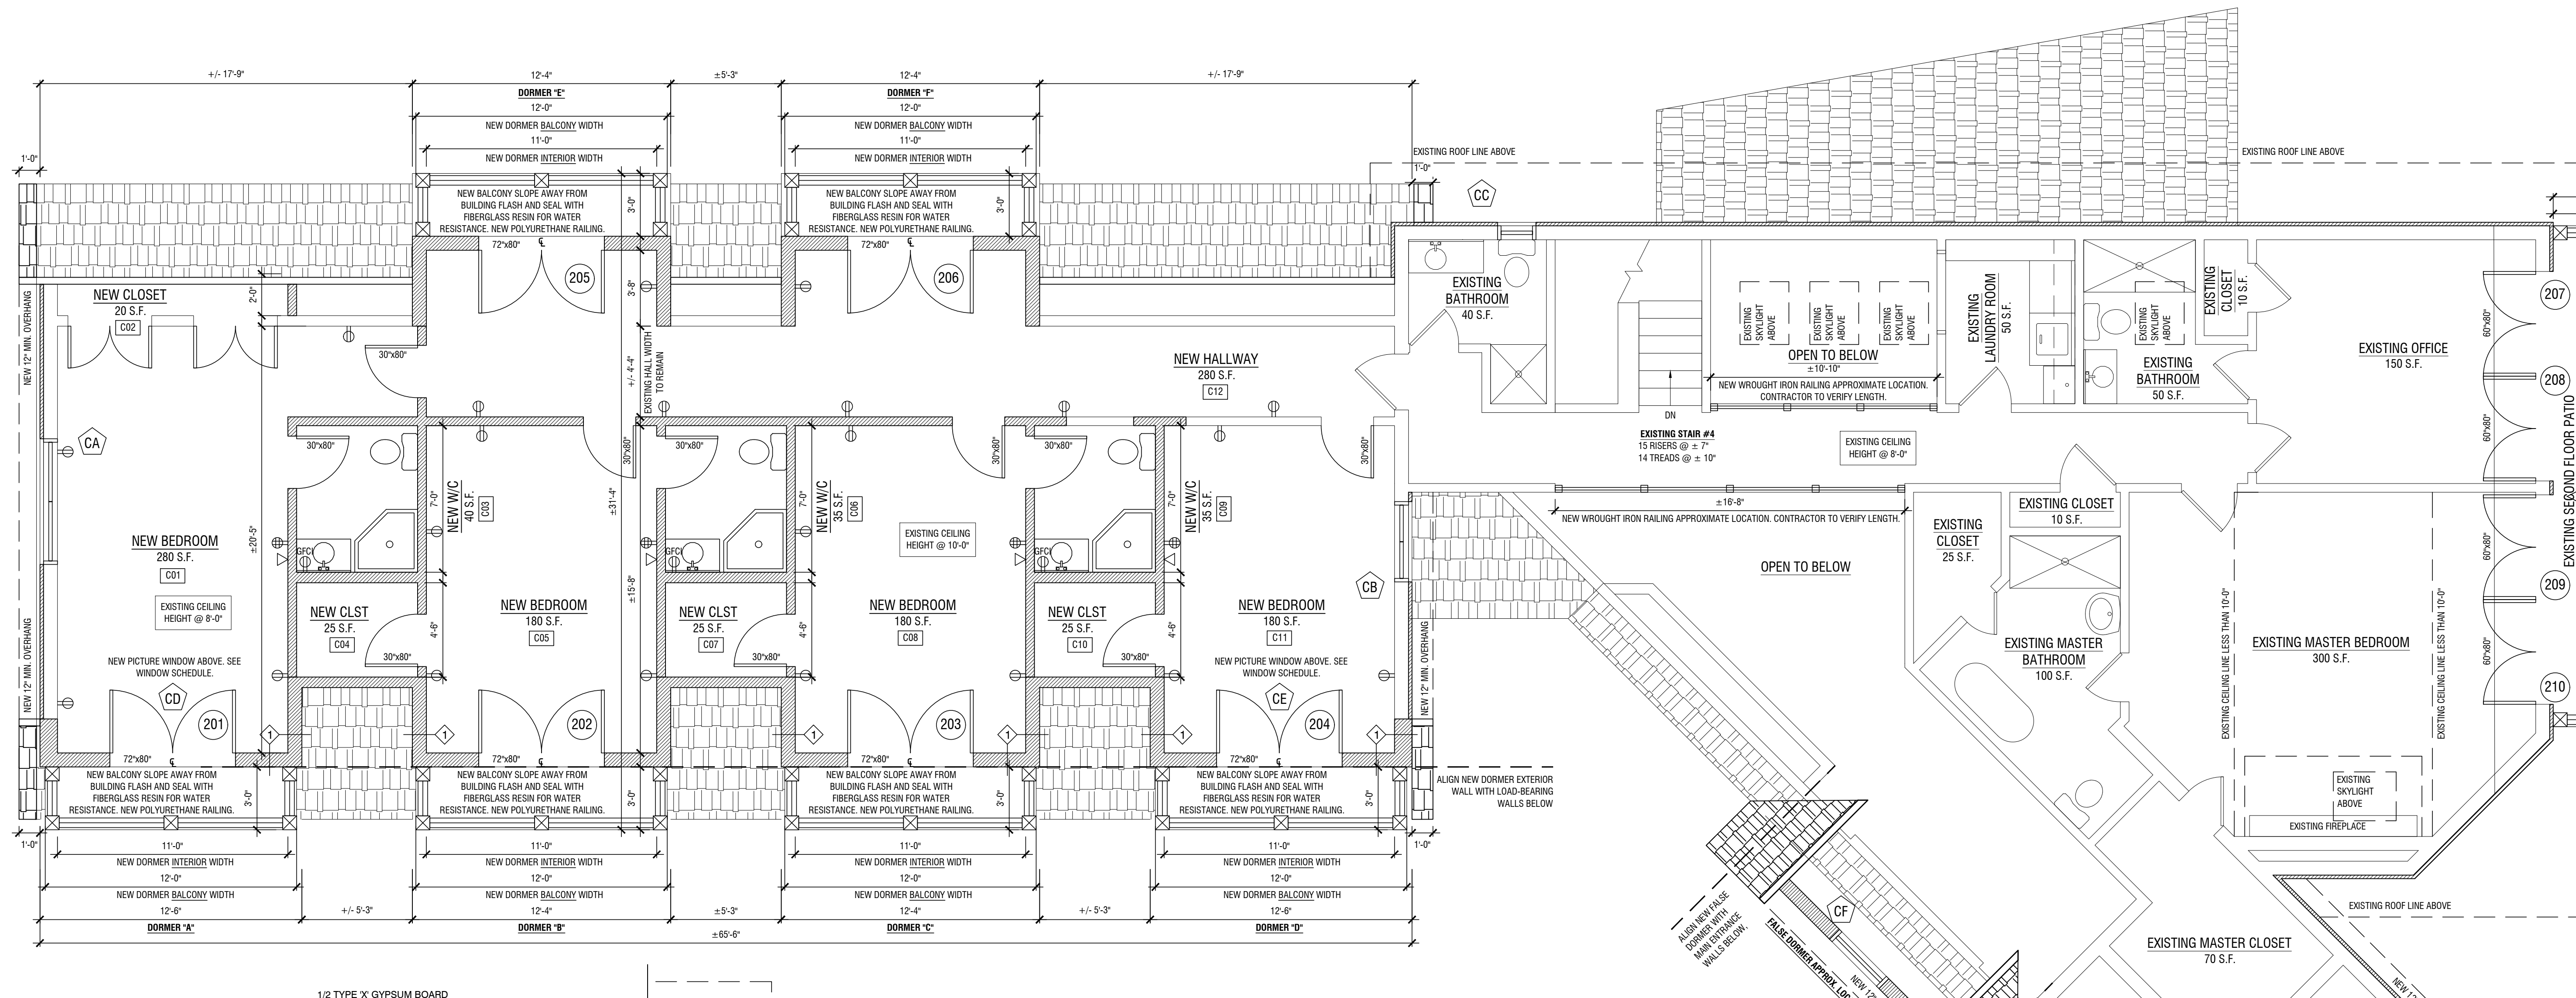 +/- 17'-9"
12'-4"
±5'-3"
12'-4"
+/- 17'-9"
DORMER "E"
DORMER "F"
12'-0"
12'-0"
NEW DORMER BALCONY WIDTH
NEW DORMER BALCONY WIDTH
11'-0"
11'-0"
NEW DORMER INTERIOR WIDTH
NEW DORMER INTERIOR WIDTH
EXISTING ROOF LINE ABOVE
EXISTING ROOF LINE ABOVE
1'-0"
1'-0"
CC
NEW BALCONY SLOPE AWAY FROM
BUILDING FLASH AND SEAL WITH
FIBERGLASS RESIN FOR WATER
RESISTANCE. NEW POLYURETHANE RAILING.
3'-0"
NEW BALCONY SLOPE AWAY FROM
BUILDING FLASH AND SEAL WITH
FIBERGLASS RESIN FOR WATER
RESISTANCE. NEW POLYURETHANE RAILING.
3'-0"
72"x80"
72"x80"
205
206
3'-8"
NEW CLOSET
20 S.F.
C02
2'-0"
NEW 12" MIN. OVERHANG
30"x80"
+/- 4'-4"
EXISTING HALL WIDTH
TO REMAIN
NEW HALLWAY
280 S.F.
C12
EXISTING
BATHROOM
40 S.F.
EXISTING
SKYLIGHT
ABOVE
EXISTING
SKYLIGHT
ABOVE
EXISTING
SKYLIGHT
ABOVE
OPEN TO BELOW
±10'-10"
NEW WROUGHT IRON RAILING APPROXIMATE LOCATION.
CONTRACTOR TO VERIFY LENGTH.
DN
EXISTING
LAUNDRY ROOM
50 S.F.
EXISTING
SKYLIGHT
ABOVE
EXISTING
BATHROOM
50 S.F.
EXISTING
CLOSET
10 S.F.
EXISTING OFFICE
150 S.F.
60"x80"
60"x80"
207
208
EXISTING SECOND FLOOR PATIO
EXISTING STAIR #4
15 RISERS @ ± 7"
14 TREADS @ ± 10"
EXISTING CEILING
HEIGHT @ 8'-0"
CA
30"x80"
30"x80"
30"x80"
30"x80"
30"x80"
30"x80"
7'-0"
NEW W/C
40 S.F.
C03
±31'-4"
7'-0"
NEW W/C
35 S.F.
C06
7'-0"
NEW W/C
35 S.F.
C09
GFCI
GFCI
GFCI
±20'-5"
NEW BEDROOM
280 S.F.
C01
EXISTING CEILING
HEIGHT @ 8'-0"
EXISTING CEILING
HEIGHT @ 10'-0"
±15'-8"
CB
NEW CLST
25 S.F.
C04
4'-6"
30"x80"
NEW BEDROOM
180 S.F.
C05
NEW CLST
25 S.F.
C07
4'-6"
30"x80"
NEW BEDROOM
180 S.F.
C08
NEW CLST
25 S.F.
C10
4'-6"
30"x80"
NEW BEDROOM
180 S.F.
C11
NEW 12" MIN. OVERHANG
NEW 12" MIN. OVERHANG
NEW PICTURE WINDOW ABOVE. SEE
WINDOW SCHEDULE.
CD
NEW PICTURE WINDOW ABOVE. SEE
WINDOW SCHEDULE.
CE
201
202
203
204
1
1
1
1
1
1
72"x80"
72"x80"
72"x80"
72"x80"
±16'-8"
NEW WROUGHT IRON RAILING APPROXIMATE LOCATION. CONTRACTOR TO VERIFY LENGTH.
OPEN TO BELOW
EXISTING
CLOSET
25 S.F.
EXISTING CLOSET
10 S.F.
EXISTING MASTER
BATHROOM
100 S.F.
EXISTING CEILING LINE LESS THAN 10'-0"
EXISTING MASTER BEDROOM
300 S.F.
EXISTING CEILING LINE LESS THAN 10'-0"
60"x80"
60"x80"
209
210
EXISTING
SKYLIGHT
ABOVE
EXISTING FIREPLACE
NEW BALCONY SLOPE AWAY FROM
BUILDING FLASH AND SEAL WITH
FIBERGLASS RESIN FOR WATER
RESISTANCE. NEW POLYURETHANE RAILING.
3'-0"
NEW BALCONY SLOPE AWAY FROM
BUILDING FLASH AND SEAL WITH
FIBERGLASS RESIN FOR WATER
RESISTANCE. NEW POLYURETHANE RAILING.
3'-0"
NEW BALCONY SLOPE AWAY FROM
BUILDING FLASH AND SEAL WITH
FIBERGLASS RESIN FOR WATER
RESISTANCE. NEW POLYURETHANE RAILING.
3'-0"
NEW BALCONY SLOPE AWAY FROM
BUILDING FLASH AND SEAL WITH
FIBERGLASS RESIN FOR WATER
RESISTANCE. NEW POLYURETHANE RAILING.
3'-0"
ALIGN NEW DORMER EXTERIOR
WALL WITH LOAD-BEARING
WALLS BELOW
1'-0"
1'-0"
11'-0"
11'-0"
11'-0"
11'-0"
NEW DORMER INTERIOR WIDTH
NEW DORMER INTERIOR WIDTH
NEW DORMER INTERIOR WIDTH
NEW DORMER INTERIOR WIDTH
12'-0"
12'-0"
12'-0"
12'-0"
NEW DORMER BALCONY WIDTH
NEW DORMER BALCONY WIDTH
NEW DORMER BALCONY WIDTH
NEW DORMER BALCONY WIDTH
12'-6"
+/- 5'-3"
12'-4"
±5'-3"
12'-4"
+/- 5'-3"
12'-6"
DORMER "A"
DORMER "B"
DORMER "C"
DORMER "D"
±65'-6"
ALIGN NEW FALSE
DORMER WITH
MAIN ENTRANCE
WALLS BELOW.
CF
FALSE DORMER APPROX. LOC
NEW 12"
EXISTING ROOF LINE ABOVE
EXISTING MASTER CLOSET
70 S.F.
NEW 12"
1/2 TYPE 'X' GYPSUM BOARD